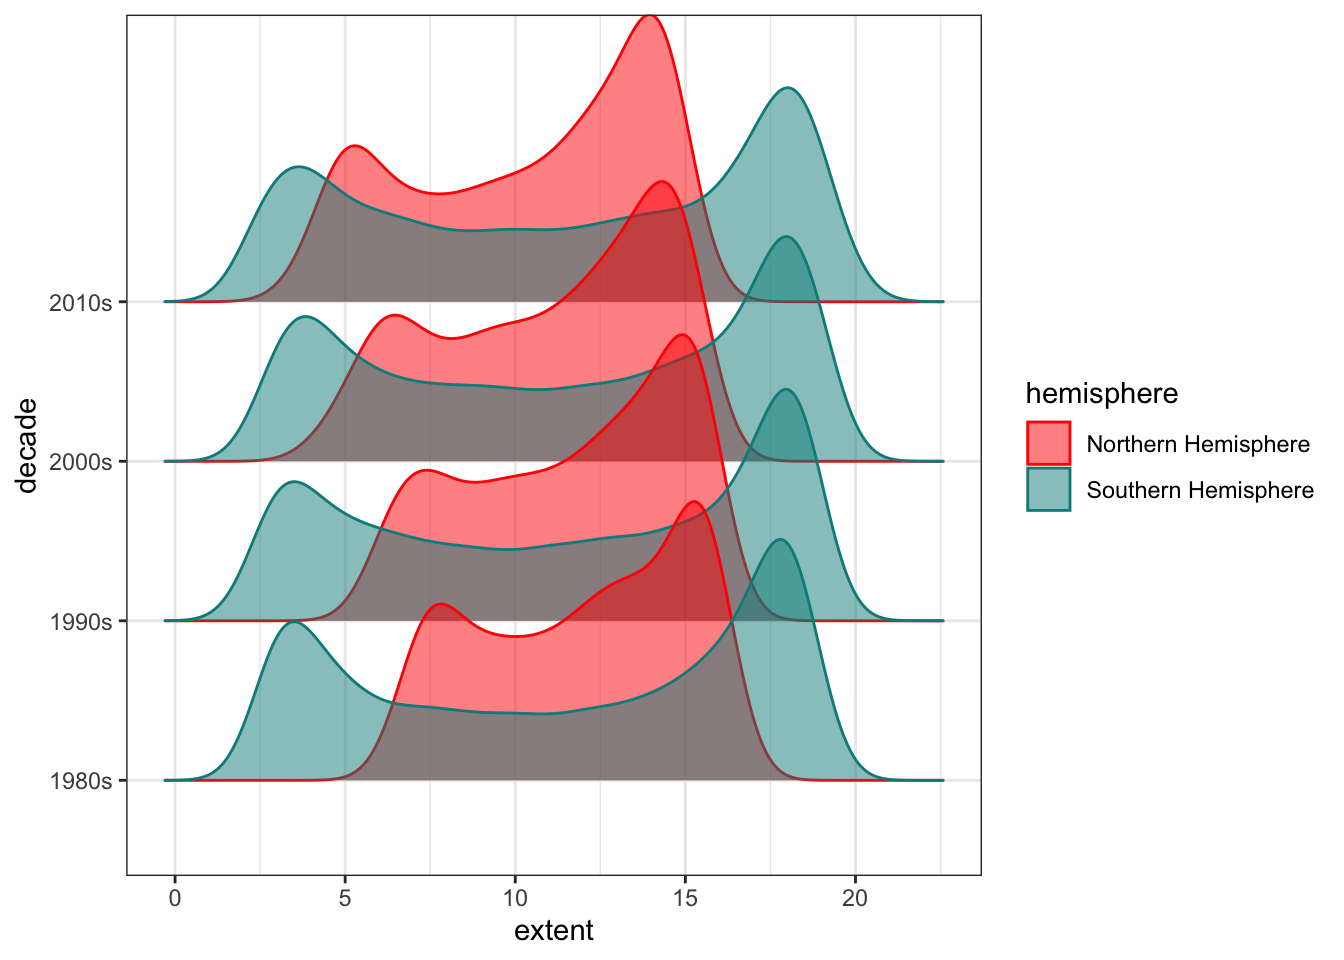 decade
2010s
2000s
1990s
1980s
0 5 10 15 20
extent
hemisphere
Northern Hemisphere
Southern Hemisphere